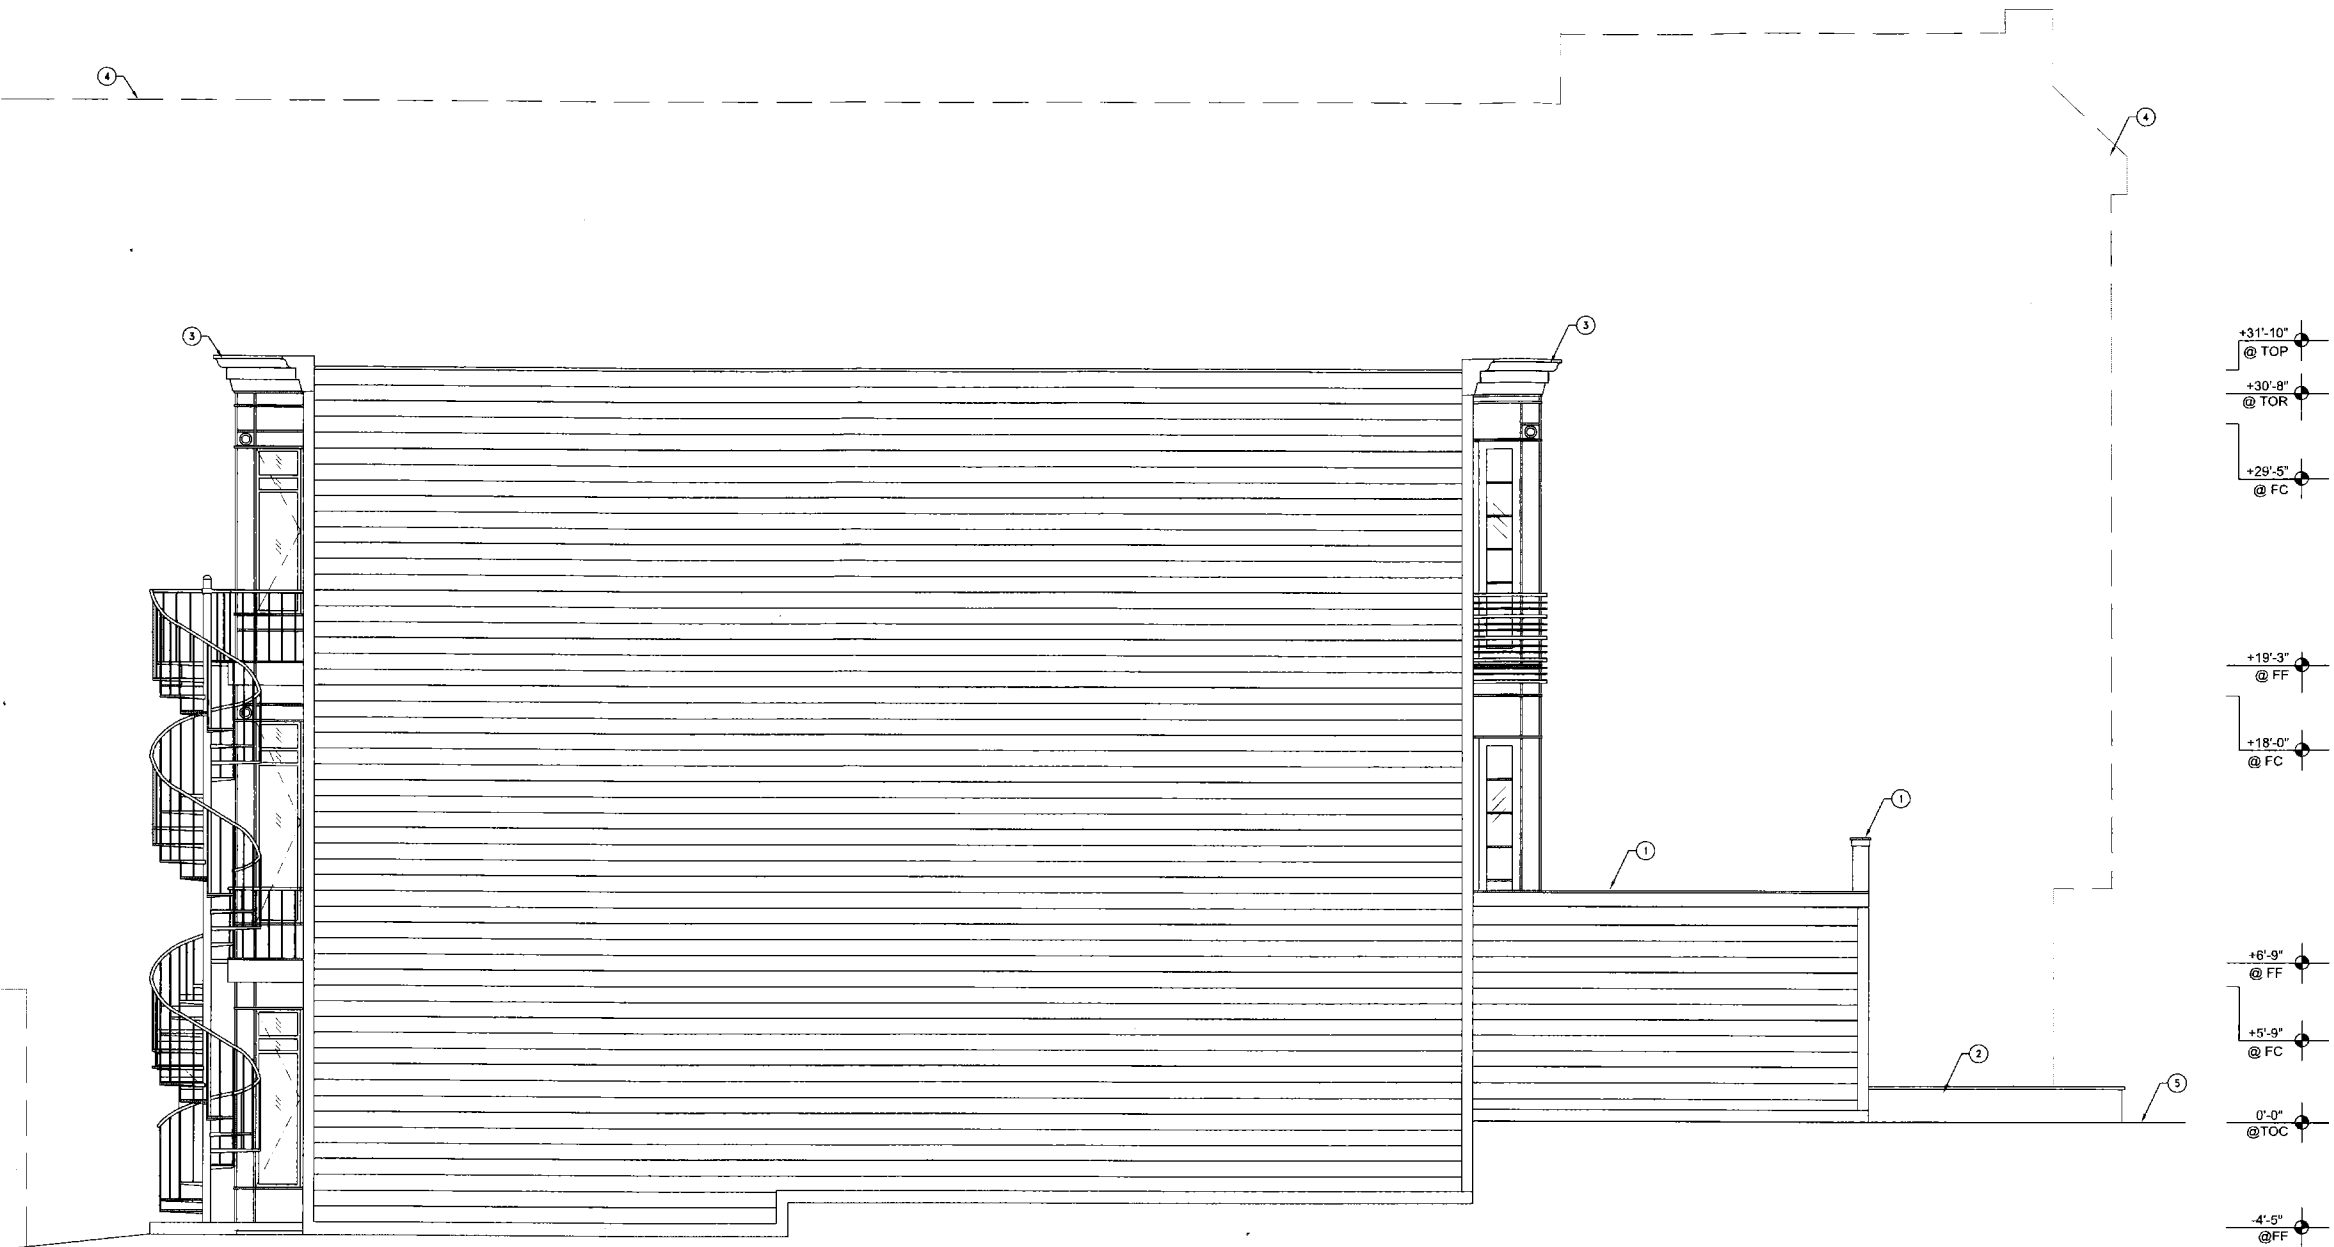 4
4
3
3
+31'-10"
@ TOP
+30'-8"
@ TOR
+29'-5"
@ FC
+19'-3"
@ FF
+18'-0"
@ FC
1
1
+6'-9"
@ FF
+5'-9"
@ FC
2
5
0'-0"
@TOC
-4'-5"
@FF